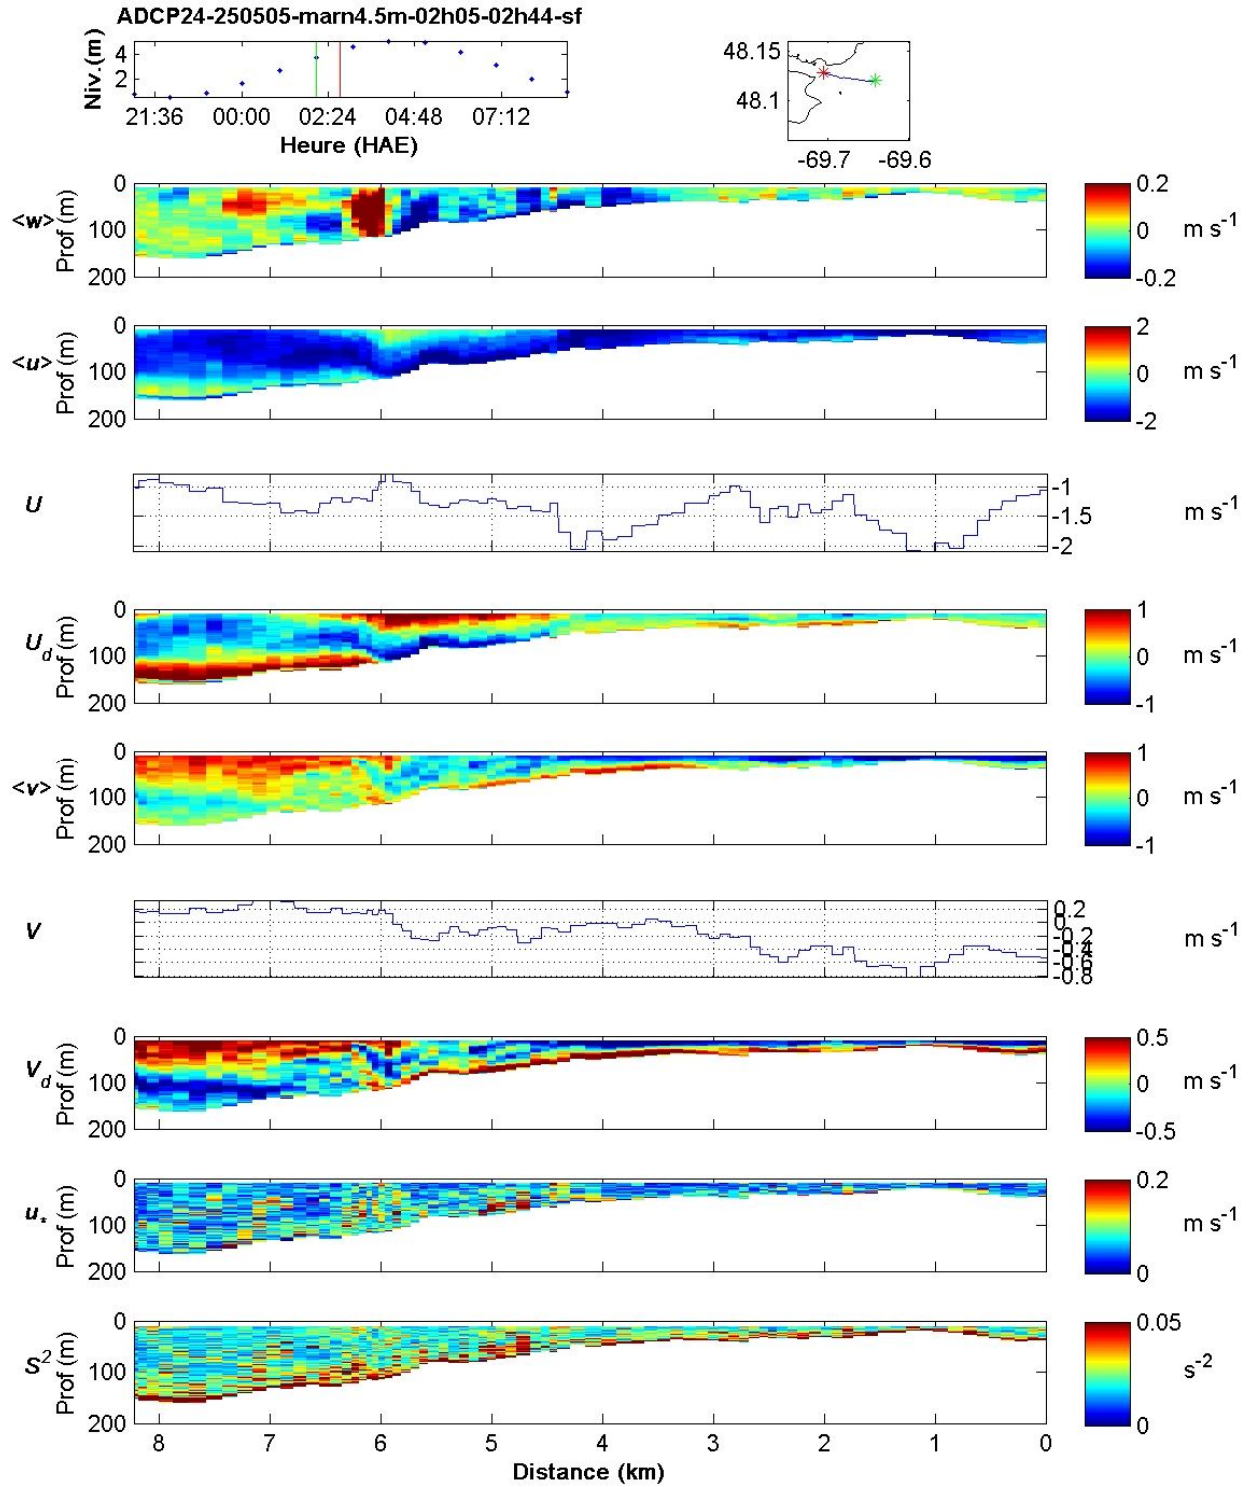 ADCP24-250505-marn4.5m-02h05-02h44-sf
Niv.(m)
4
2
21:36 00:00 02:24 04:48 07:12
Heure (HAE)
48.15
48.1
-69.7 -69.6
<w>
Prof (m)
0
100
200
0.2
0
-0.2
m s-1
<u>
Prof (m)
0
100
200
2
0
-2
m s-1
U
-1
-1.5
-2
m s-1
Ud
Prof (m)
0
100
200
1
0
-1
m s-1
<v>
Prof (m)
0
100
200
1
0
-1
m s-1
V
0.2
0
-0.2
-0.4
-0.6
-0.8
m s-1
Vd
Prof (m)
0
100
200
0.5
0
-0.5
m s-1
u*
Prof (m)
0
100
200
0.2
0
m s-1
S2
Prof (m)
0
100
200
0.05
0
s-2
8 7 6 5 4 3 2 1 0
Distance (km)